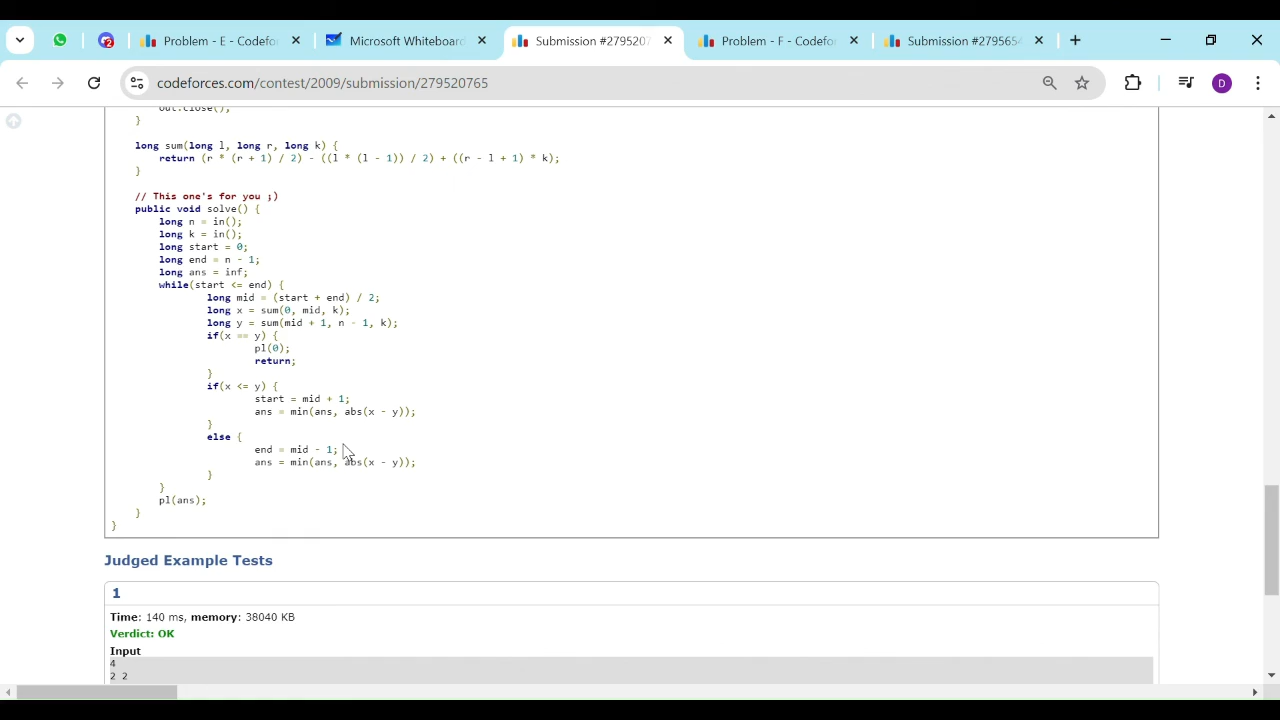 2
Problem - E - Codefor
Microsoft Whiteboard
Submission #2795207
Problem - F - Codefor
Submission #2795654
codeforces.com/contest/2009/submission/279520765
D
out.close();
}
long sum(long l, long r, long k) {
return (r * (r + 1) / 2) - ((l * (l - 1)) / 2) + ((r - l + 1) * k);
}
// This one's for you ;)
public void solve() {
long n = in();
long k = in();
long start = 0;
long end = n - 1;
long ans = inf;
while(start <= end) {
long mid = (start + end) / 2;
long x = sum(0, mid, k);
long y = sum(mid + 1, n - 1, k);
if(x == y) {
pl(0);
return;
}
if(x <= y) {
start = mid + 1;
ans = min(ans, abs(x - y));
}
else {
end = mid - 1;
ans = min(ans, abs(x - y));
}
}
pl(ans);
}
}
Judged Example Tests
1
Time: 140 ms, memory: 38040 KB
Verdict: OK
Input
4
2 2